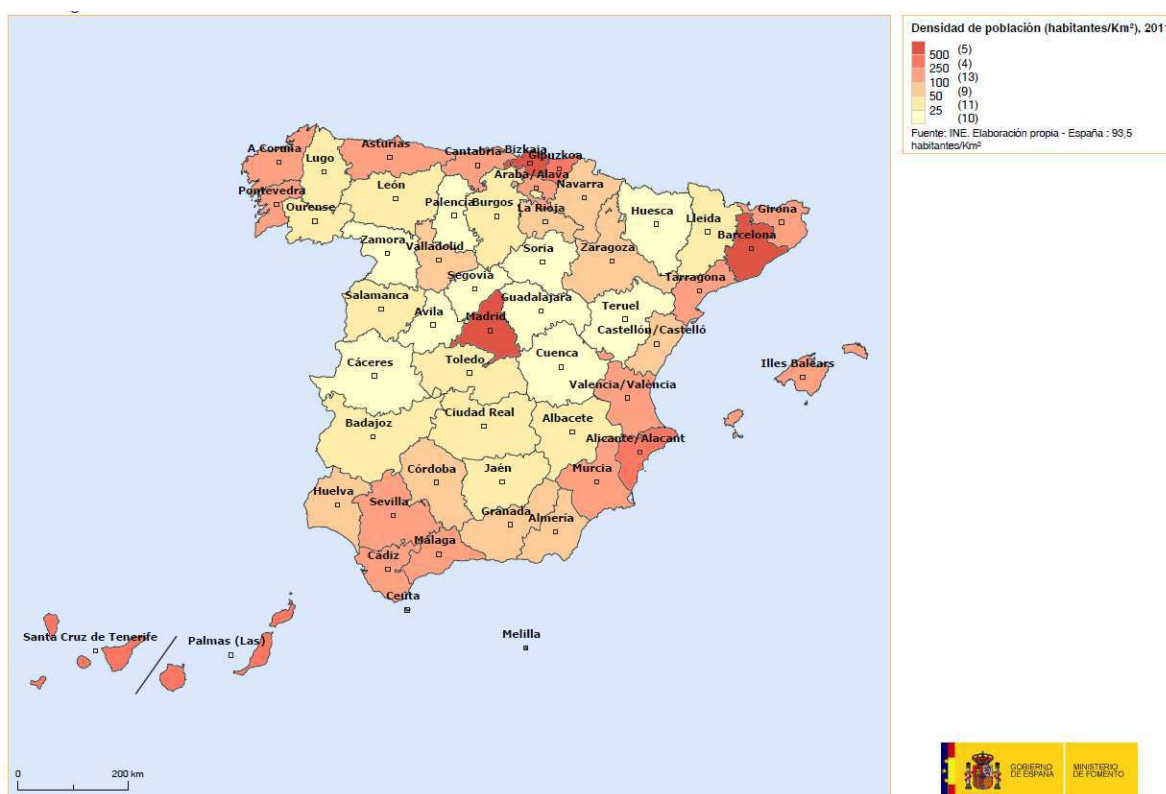 Densidad de población (habitantes/Km²), 2011
500 (5)
250 (4)
100 (13)
50 (9)
25 (11)
(10)
Fuente: INE. Elaboración propia - España : 93,5
habitantes/Km²
A Coruña
Lugo
Asturias
Cantabria
Bizkaia
Gipuzkoa
Araba/Alava
Navarra
Pontevedra
Ourense
León
Palencia
Burgos
La Rioja
Huesca
Lleida
Girona
Barcelona
Zamora
Valladolid
Soria
Zaragoza
Segovia
Tarragona
Salamanca
Avila
Madrid
Guadalajara
Teruel
Castellón/Castelló
Cáceres
Toledo
Cuenca
Illes Balears
Valencia/València
Badajoz
Ciudad Real
Albacete
Alicante/Alacant
Huelva
Córdoba
Jaén
Murcia
Sevilla
Granada
Almería
Cádiz
Málaga
Ceuta
Melilla
Santa Cruz de Tenerife
Palmas (Las)
0 200 km
GOBIERNO
DE ESPAÑA
MINISTERIO
DE FOMENTO